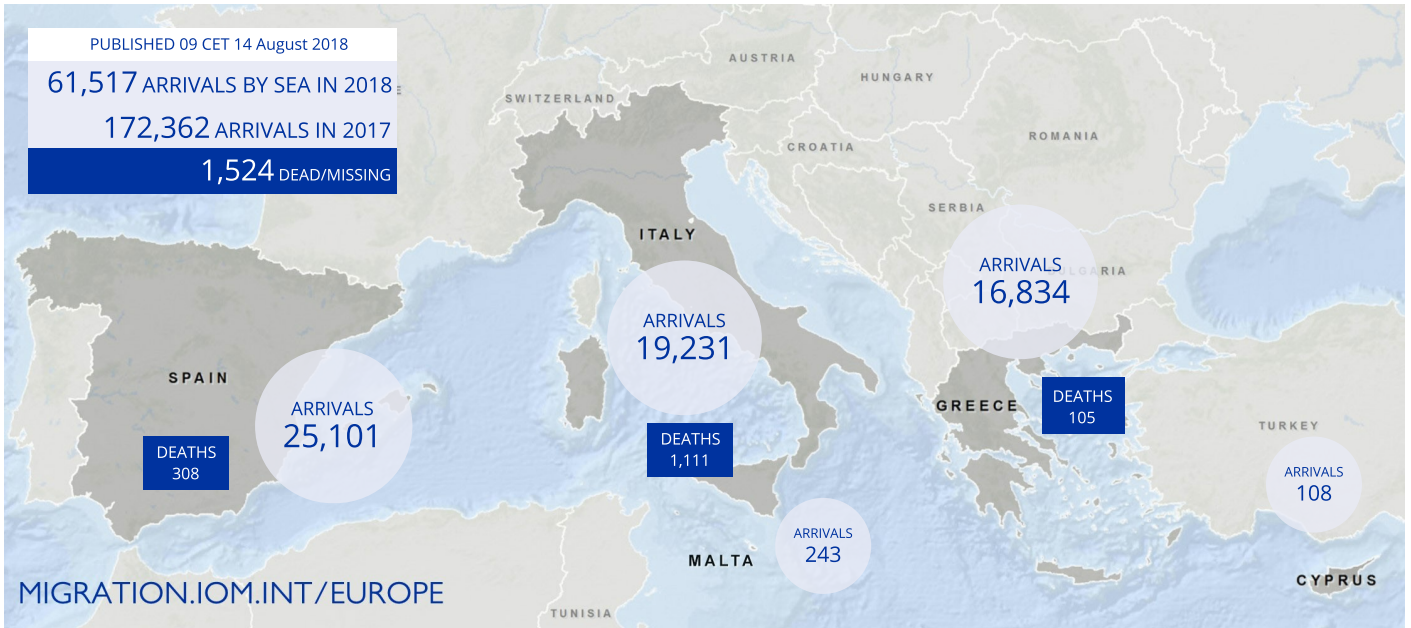 PUBLISHED 09 CET 14 August 2018
61,517 ARRIVALS BY SEA IN 2018
172,362 ARRIVALS IN 2017
1,524 DEAD/MISSING
AUSTRIA
HUNGARY
SWITZERLAND
ROMANIA
CROATIA
SERBIA
ITALY
BULGARIA
ARRIVALS
16,834
ARRIVALS
19,231
SPAIN
ARRIVALS
25,101
GREECE
DEATHS
105
TURKEY
DEATHS
308
DEATHS
1,111
ARRIVALS
108
ARRIVALS
243
MALTA
CYPRUS
MIGRATION.IOM.INT/EUROPE
TUNISIA